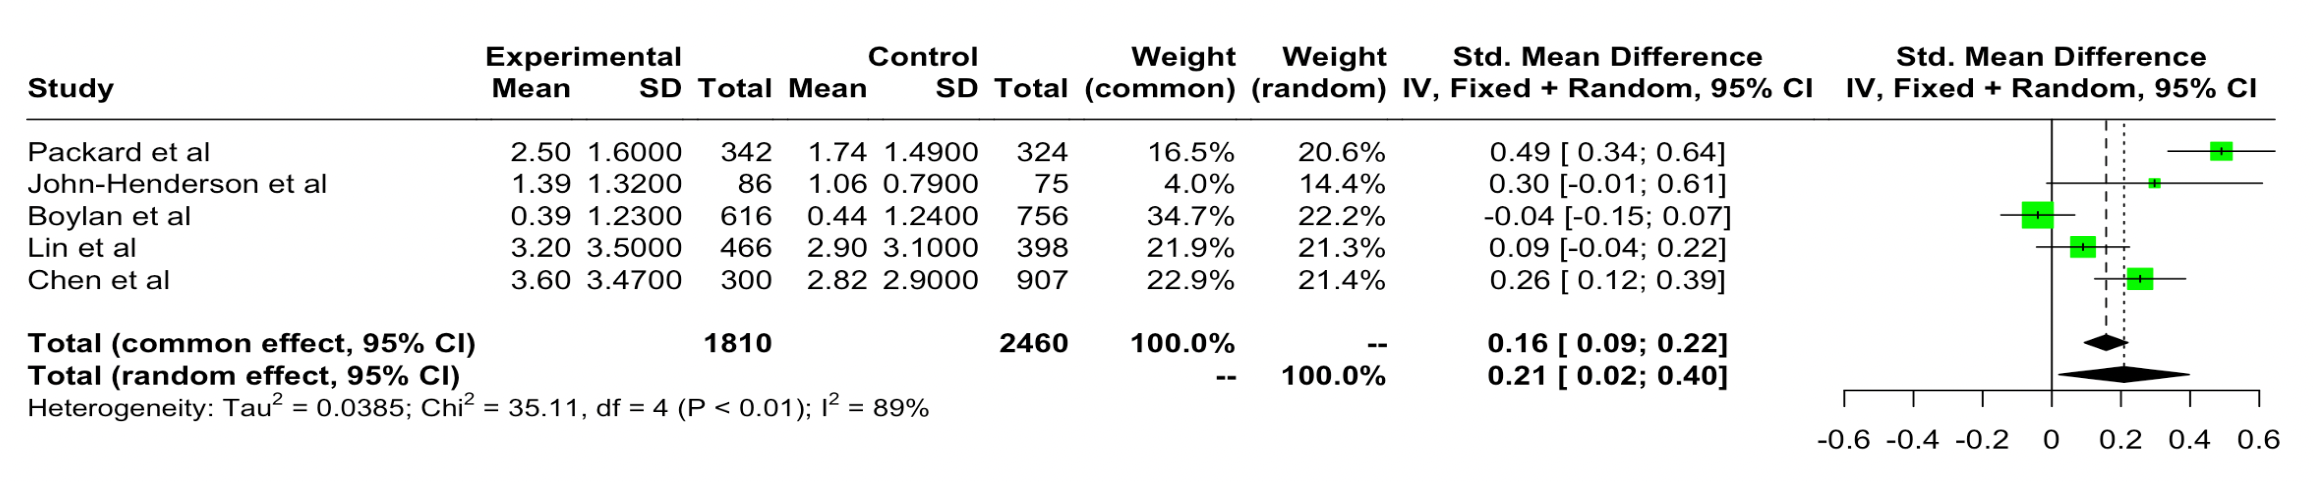 Experimental Control Weight Weight Std. Mean Difference Std. Mean Difference
Study Mean SD Total Mean SD Total (common) (random) IV, Fixed + Random, 95% CI IV, Fixed + Random, 95% CI
Packard et al 2.50 1.6000 342 1.74 1.4900 324 16.5% 20.6% 0.49 [ 0.34; 0.64]
John-Henderson et al 1.39 1.3200 86 1.06 0.7900 75 4.0% 14.4% 0.30 [-0.01; 0.61]
Boylan et al 0.39 1.2300 616 0.44 1.2400 756 34.7% 22.2% -0.04 [-0.15; 0.07]
Lin et al 3.20 3.5000 466 2.90 3.1000 398 21.9% 21.3% 0.09 [-0.04; 0.22]
Chen et al 3.60 3.4700 300 2.82 2.9000 907 22.9% 21.4% 0.26 [ 0.12; 0.39]
Total (common effect, 95% CI) 1810 2460 100.0% -- 0.16 [ 0.09; 0.22]
Total (random effect, 95% CI) -- 100.0% 0.21 [ 0.02; 0.40]
Heterogeneity: Tau² = 0.0385; Chi² = 35.11, df = 4 (P < 0.01); I² = 89%
-0.6 -0.4 -0.2 0 0.2 0.4 0.6